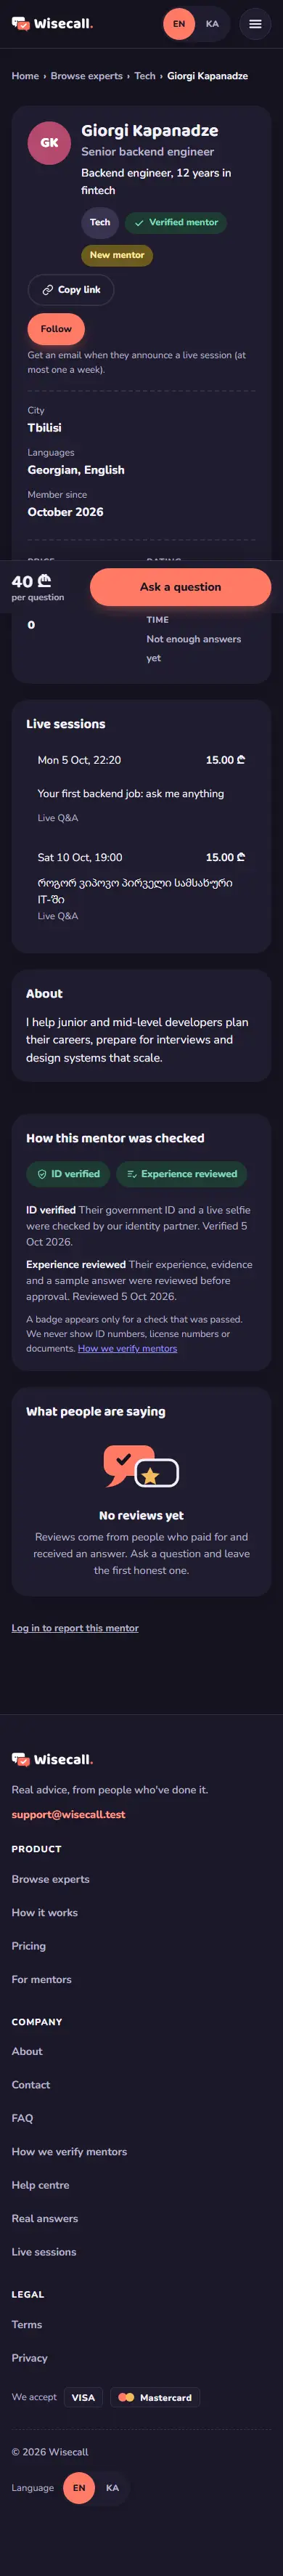 Wisecall.
EN KA
Home › Browse experts › Tech › Giorgi Kapanadze
GK
Giorgi Kapanadze
Senior backend engineer
Backend engineer, 12 years in
fintech
Tech
Verified mentor
New mentor
Copy link
Follow
Get an email when they announce a live session (at
most one a week).
City
Tbilisi
Languages
Georgian, English
Member since
October 2026
40 ₾
per question
Ask a question
0
TIME
Not enough answers
yet
Live sessions
Mon 5 Oct, 22:20 15.00 ₾
Your first backend job: ask me anything
Live Q&A
Sat 10 Oct, 19:00 15.00 ₾
როგორ ვიპოვო პირველი სამსახური
IT-ში
Live Q&A
About
I help junior and mid-level developers plan
their careers, prepare for interviews and
design systems that scale.
How this mentor was checked
ID verified Experience reviewed
ID verified Their government ID and a live selfie
were checked by our identity partner. Verified 5
Oct 2026.
Experience reviewed Their experience, evidence
and a sample answer were reviewed before
approval. Reviewed 5 Oct 2026.
A badge appears only for a check that was passed.
We never show ID numbers, license numbers or
documents. How we verify mentors
What people are saying
No reviews yet
Reviews come from people who paid for and
received an answer. Ask a question and leave
the first honest one.
Log in to report this mentor
Wisecall.
Real advice, from people who've done it.
support@wisecall.test
PRODUCT
Browse experts
How it works
Pricing
For mentors
COMPANY
About
Contact
FAQ
How we verify mentors
Help centre
Real answers
Live sessions
LEGAL
Terms
Privacy
We accept VISA Mastercard
© 2026 Wisecall
Language EN KA